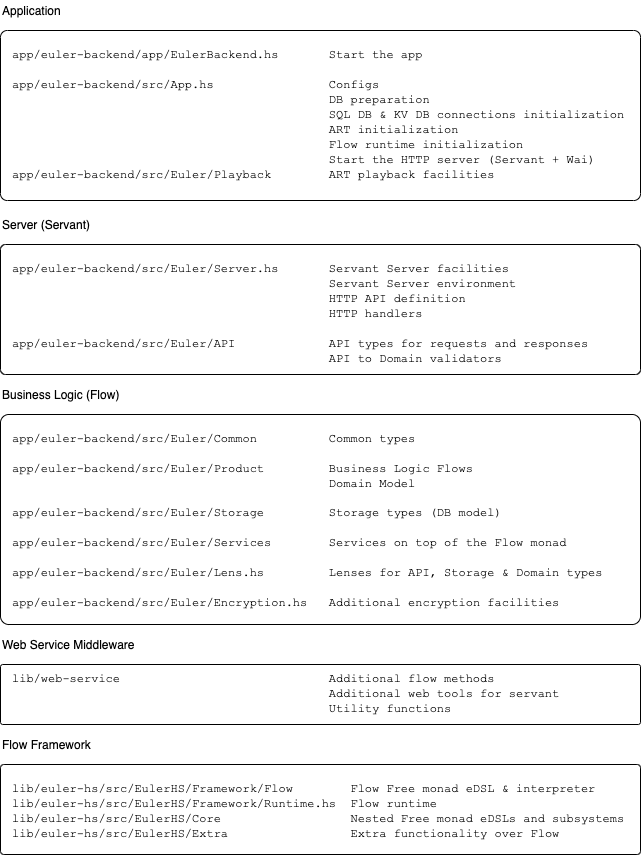 Application
app/euler-backend/app/EulerBackend.hs Start the app
app/euler-backend/src/App.hs Configs
DB preparation
SQL DB & KV DB connections initialization
ART initialization
Flow runtime initialization
Start the HTTP server (Servant + Wai)
app/euler-backend/src/Euler/Playback ART playback facilities
Server (Servant)
app/euler-backend/src/Euler/Server.hs Servant Server facilities
Servant Server environment
HTTP API definition
HTTP handlers
app/euler-backend/src/Euler/API API types for requests and responses
API to Domain validators
Business Logic (Flow)
app/euler-backend/src/Euler/Common Common types
app/euler-backend/src/Euler/Product Business Logic Flows
Domain Model
app/euler-backend/src/Euler/Storage Storage types (DB model)
app/euler-backend/src/Euler/Services Services on top of the Flow monad
app/euler-backend/src/Euler/Lens.hs Lenses for API, Storage & Domain types
app/euler-backend/src/Euler/Encryption.hs Additional encryption facilities
Web Service Middleware
lib/web-service Additional flow methods
Additional web tools for servant
Utility functions
Flow Framework
lib/euler-hs/src/EulerHS/Framework/Flow Flow Free monad eDSL & interpreter
lib/euler-hs/src/EulerHS/Framework/Runtime.hs Flow runtime
lib/euler-hs/src/EulerHS/Core Nested Free monad eDSLs and subsystems
lib/euler-hs/src/EulerHS/Extra Extra functionality over Flow